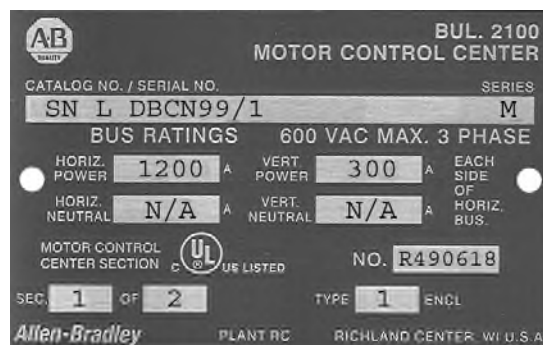 AB
QUALITY
BUL. 2100
MOTOR CONTROL CENTER
CATALOG NO. / SERIAL NO. SERIES
SN L DBCN99/1 M
BUS RATINGS 600 VAC MAX. 3 PHASE
HORIZ. POWER 1200 A VERT. POWER 300 A EACH SIDE OF HORIZ. BUS.
HORIZ. NEUTRAL N/A A VERT. NEUTRAL N/A A
MOTOR CONTROL CENTER SECTION C UL ® US LISTED NO. R490618
SEC. 1 OF 2 TYPE 1 ENCL
Allen-Bradley PLANT RC RICHLAND CENTER, WI U.S.A